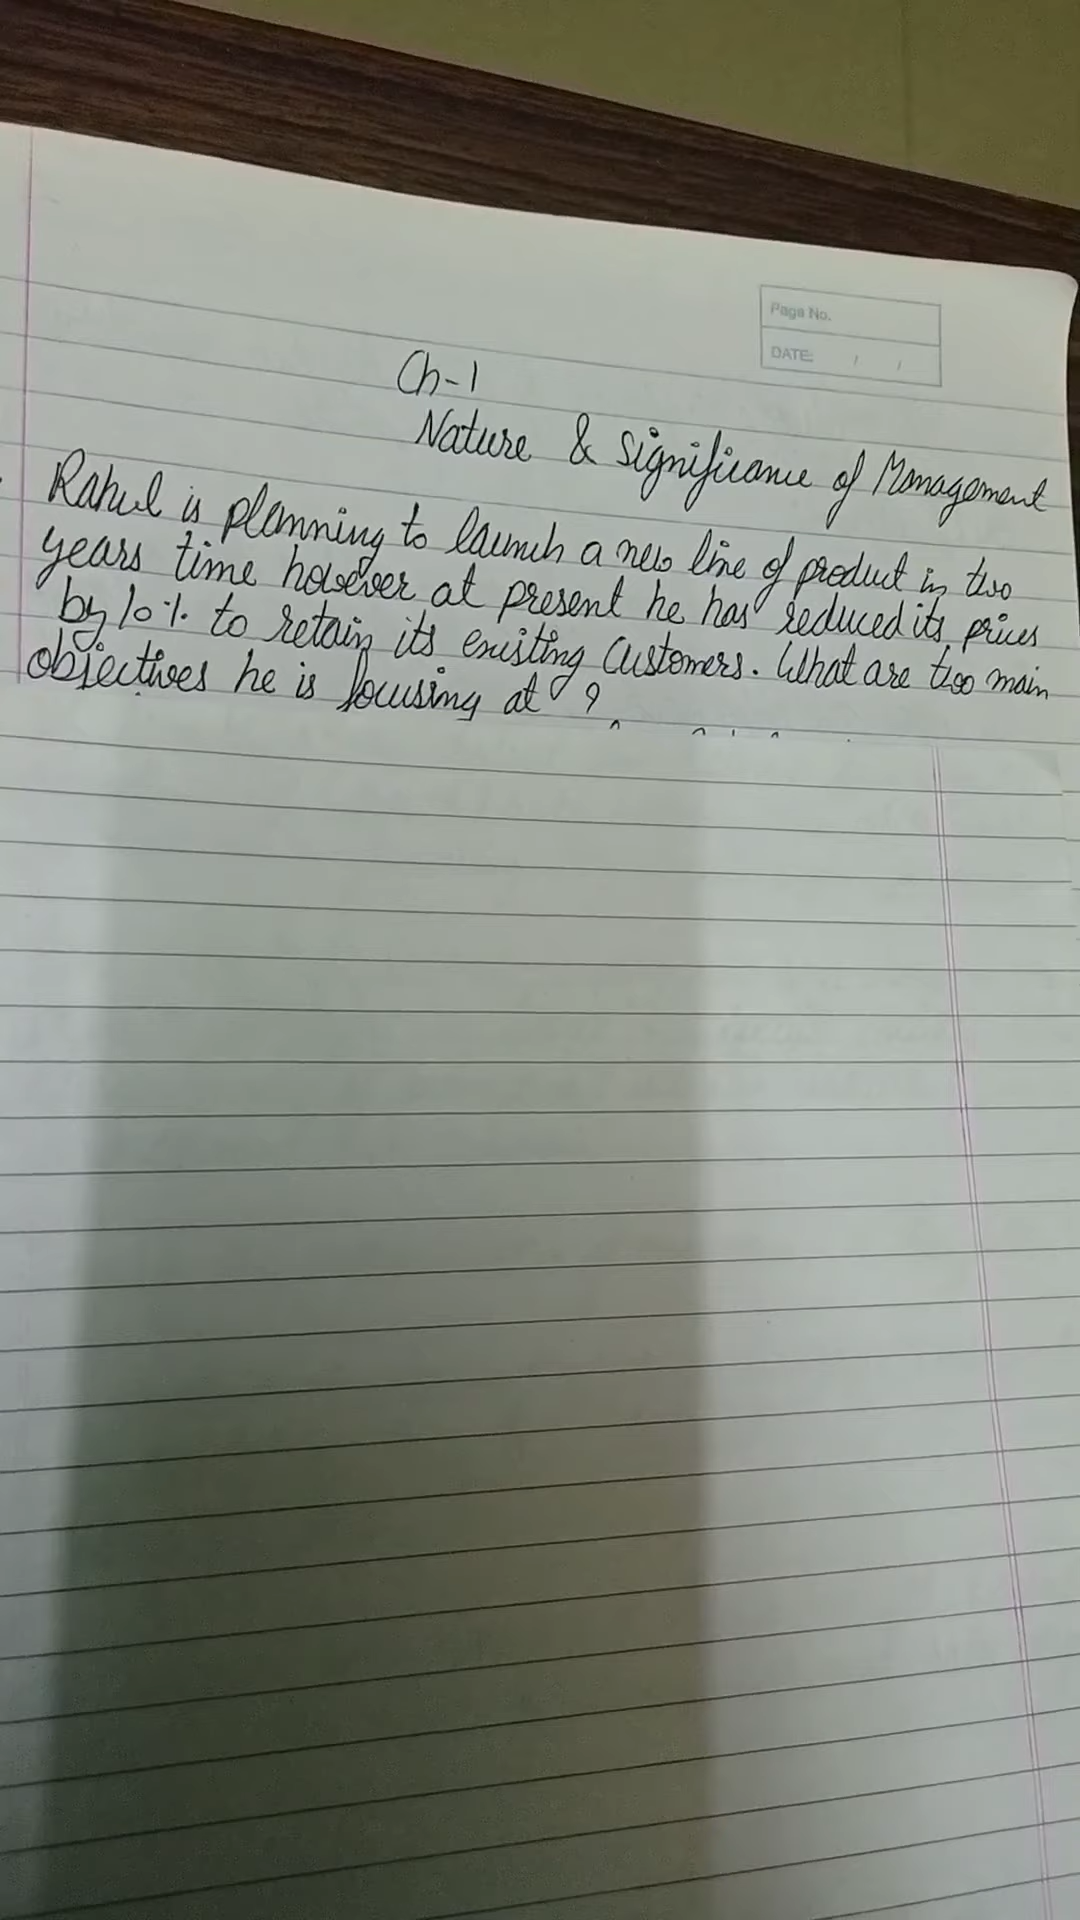 Page No.
DATE: / /
Ch-1
Nature & Significance of Management
Rahul is planning to launch a new line of product in two
years time however at present he has reduced its prices
by 10% to retain its existing Customers. What are two main
objectives he is focusing at ?